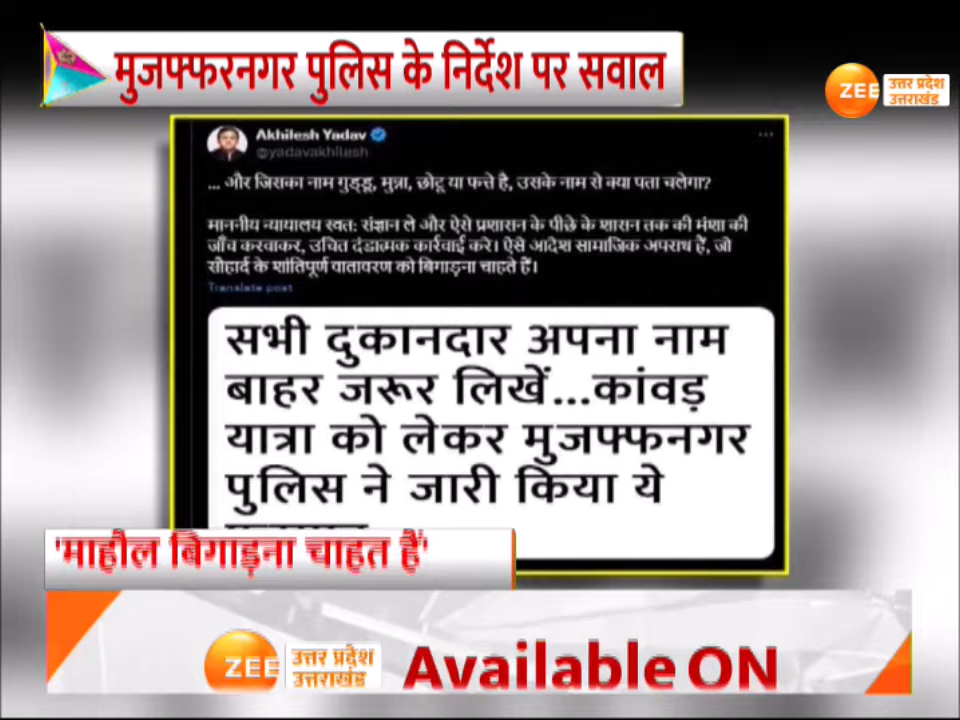 मुजफ्फरनगर पुलिस के निर्देश पर सवाल
ZEE उत्तर प्रदेश
उत्तराखंड
Akhilesh Yadav
@yadavakhilesh
... और जिसका नाम गुड्डू, मुन्ना, छोटू या फत्ते है, उसके नाम से क्या पता चलेगा?
माननीय न्यायालय स्वत: संज्ञान ले और ऐसे प्रशासन के पीछे के शासन तक की मंशा की
जाँच करवाकर, उचित दंडात्मक कार्रवाई करे। ऐसे आदेश सामाजिक अपराध हैं, जो
सौहार्द के शांतिपूर्ण वातावरण को बिगाड़ना चाहते हैं।
Translate post
सभी दुकानदार अपना नाम
बाहर जरूर लिखें...कांवड़
यात्रा को लेकर मुजफ्फनगर
पुलिस ने जारी किया ये
'माहौल बिगाड़ना चाहत हैं'
ZEE उत्तर प्रदेश
उत्तराखंड
Available ON